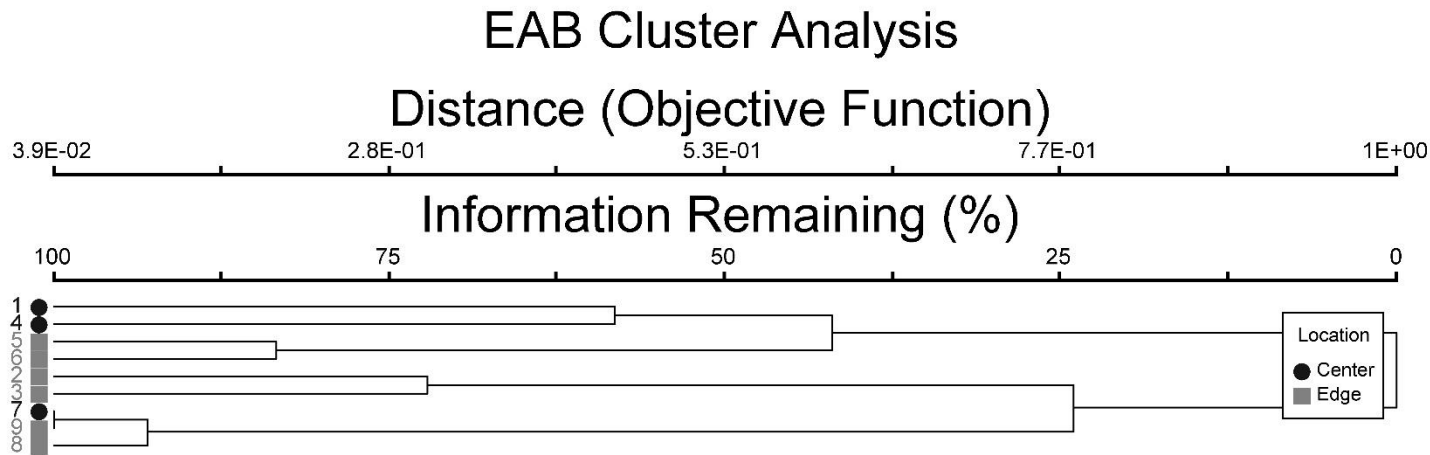 EAB Cluster Analysis
Distance (Objective Function)
3.9E-02 2.8E-01 5.3E-01 7.7E-01 1E+00
Information Remaining (%)
100 75 50 25 0
1
4
5
6
2
3
7
9
8
Location
Center
Edge